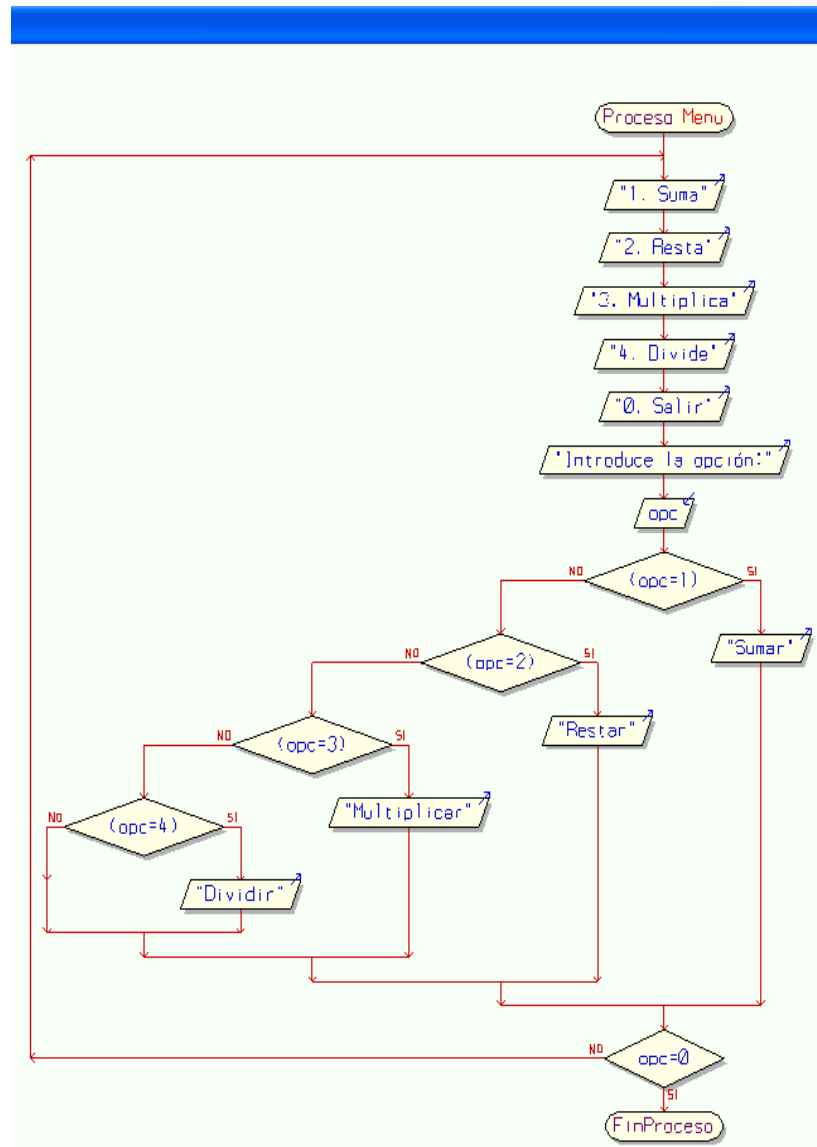 Proceso Menu
"1. Suma"
"2. Resta"
"3. Multiplica"
"4. Divide"
"0. Salir"
"Introduce la opción:"
opc
NO
(opc=1)
SI
"Sumar"
NO
(opc=2)
SI
"Restar"
NO
(opc=3)
SI
"Multiplicar"
NO
(opc=4)
SI
"Dividir"
NO
opc=0
SI
FinProceso